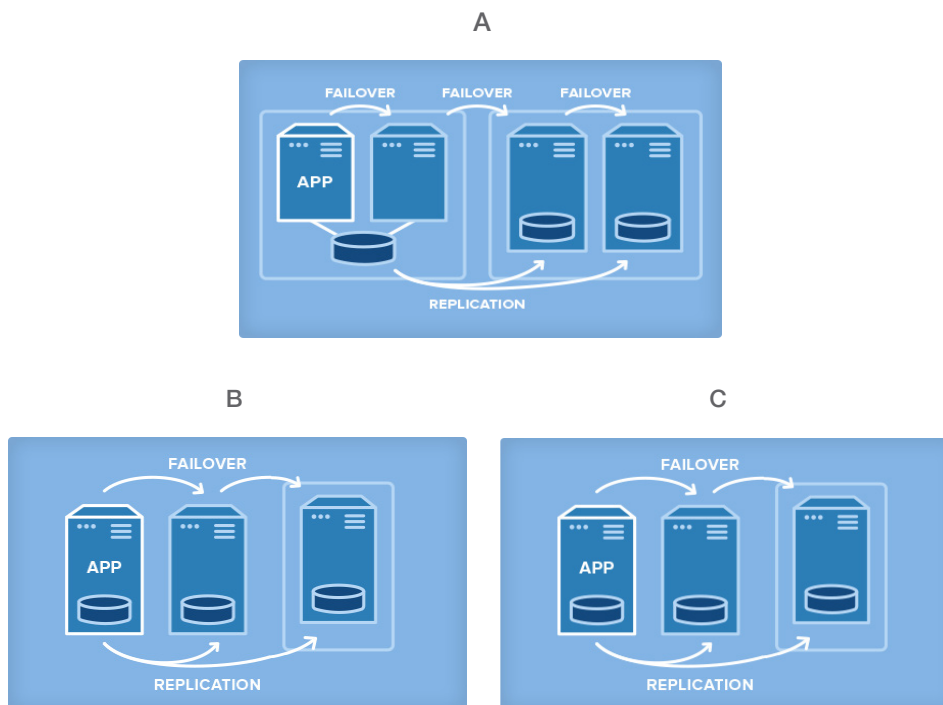 A
FAILOVER FAILOVER FAILOVER
APP
REPLICATION
B C
FAILOVER FAILOVER
APP APP
REPLICATION REPLICATION